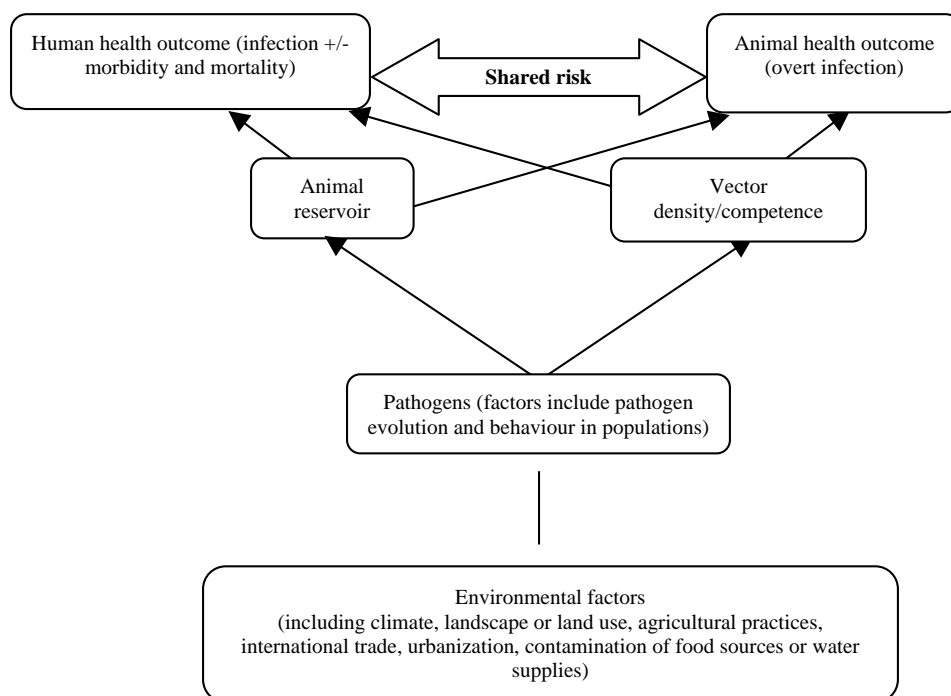 Human health outcome (infection +/-
morbidity and mortality)
Shared risk
Animal health outcome
(overt infection)
Animal
reservoir
Vector
density/competence
Pathogens (factors include pathogen
evolution and behaviour in populations)
Environmental factors
(including climate, landscape or land use, agricultural practices,
international trade, urbanization, contamination of food sources or water
supplies)